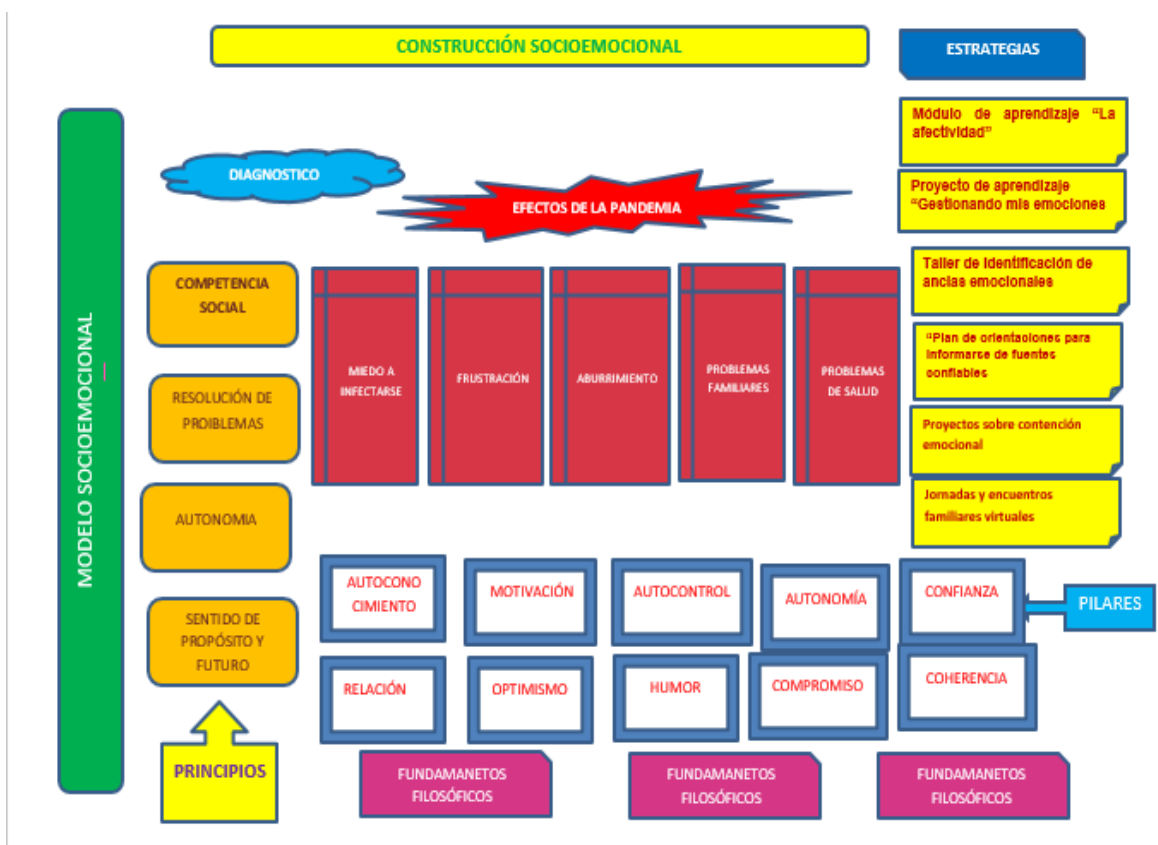 CONSTRUCCIÓN SOCIOEMOCIONAL
ESTRATEGIAS
MODELO SOCIOEMOCIONAL
DIAGNOSTICO
EFECTOS DE LA PANDEMIA
Módulo de aprendizaje “La
afectividad”
Proyecto de aprendizaje
“Gestionando mis emociones
Taller de identificación de
anclas emocionales
“Plan de orientaciones para
informarse de fuentes
confiables
Proyectos sobre contención
emocional
Jornadas y encuentros
familiares virtuales
COMPETENCIA
SOCIAL
RESOLUCIÓN DE
PROIBLEMAS
AUTONOMIA
SENTIDO DE
PROPÓSITO Y
FUTURO
PRINCIPIOS
MIEDO A
INFECTARSE
FRUSTRACIÓN
ABURRIMIENTO
PROBLEMAS
FAMILIARES
PROBLEMAS
DE SALUD
AUTOCONO
CIMIENTO
MOTIVACIÓN
AUTOCONTROL
AUTONOMÍA
CONFIANZA
PILARES
RELACIÓN
OPTIMISMO
HUMOR
COMPROMISO
COHERENCIA
FUNDAMANETOS
FILOSÓFICOS
FUNDAMANETOS
FILOSÓFICOS
FUNDAMANETOS
FILOSÓFICOS